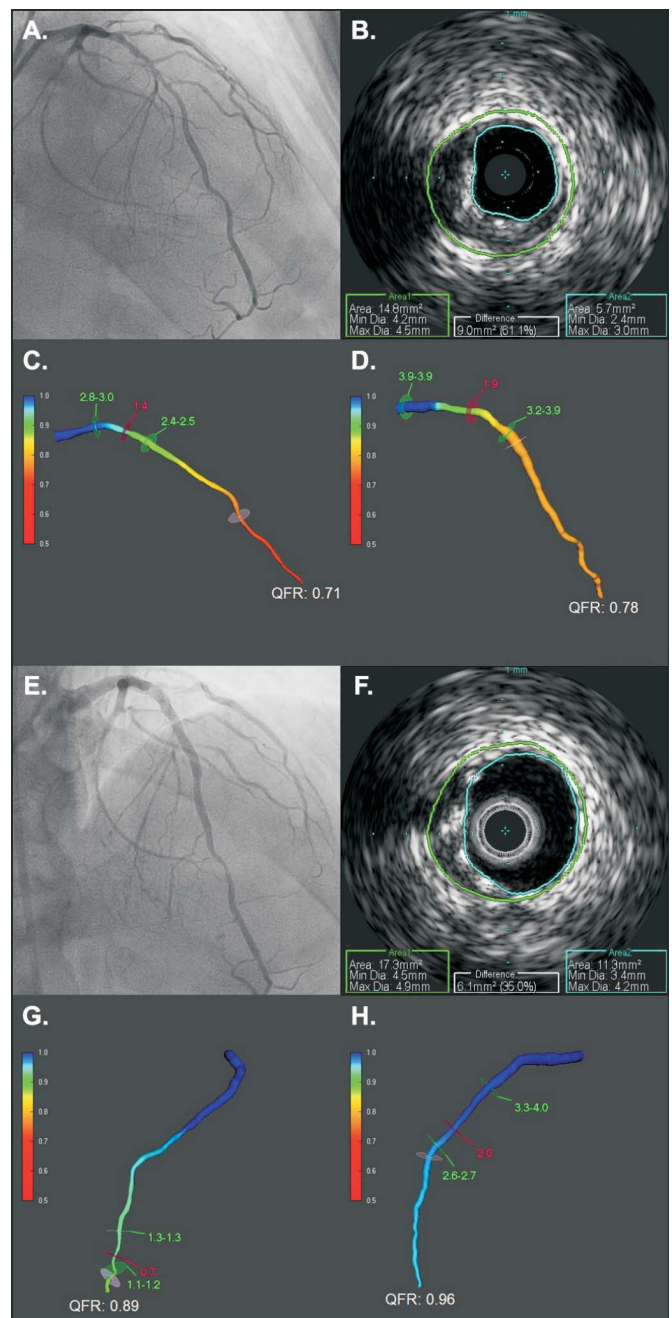 A.
B.
1 mm
Area1
Area: 14.8mm²
Min Dia: 4.2mm
Max Dia: 4.5mm
Difference
9.0mm² (61.1%)
Area2
Area: 5.7mm²
Min Dia: 2.4mm
Max Dia: 3.0mm
C.
1.0
0.9
0.8
0.7
0.6
0.5
2.8-3.0
1.4
2.4-2.5
QFR: 0.71
D.
1.0
0.9
0.8
0.7
0.6
0.5
3.9-3.9
1.9
3.2-3.9
QFR: 0.78
E.
F.
1 mm
Area1
Area: 17.3mm²
Min Dia: 4.5mm
Max Dia: 4.9mm
Difference
6.1mm² (35.0%)
Area2
Area: 11.3mm²
Min Dia: 3.4mm
Max Dia: 4.2mm
G.
1.0
0.9
0.8
0.7
0.6
0.5
1.3-1.3
0.7
1.1-1.2
QFR: 0.89
H.
1.0
0.9
0.8
0.7
0.6
0.5
3.3-4.0
2.0
2.6-2.7
QFR: 0.96